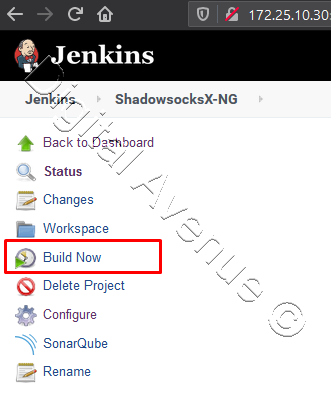 172.25.10.30:
Jenkins
Jenkins ShadowsocksX-NG
Back to Dashboard
Status
Changes
Workspace
Build Now
Delete Project
Configure
SonarQube
Rename
Digital Avenue ©